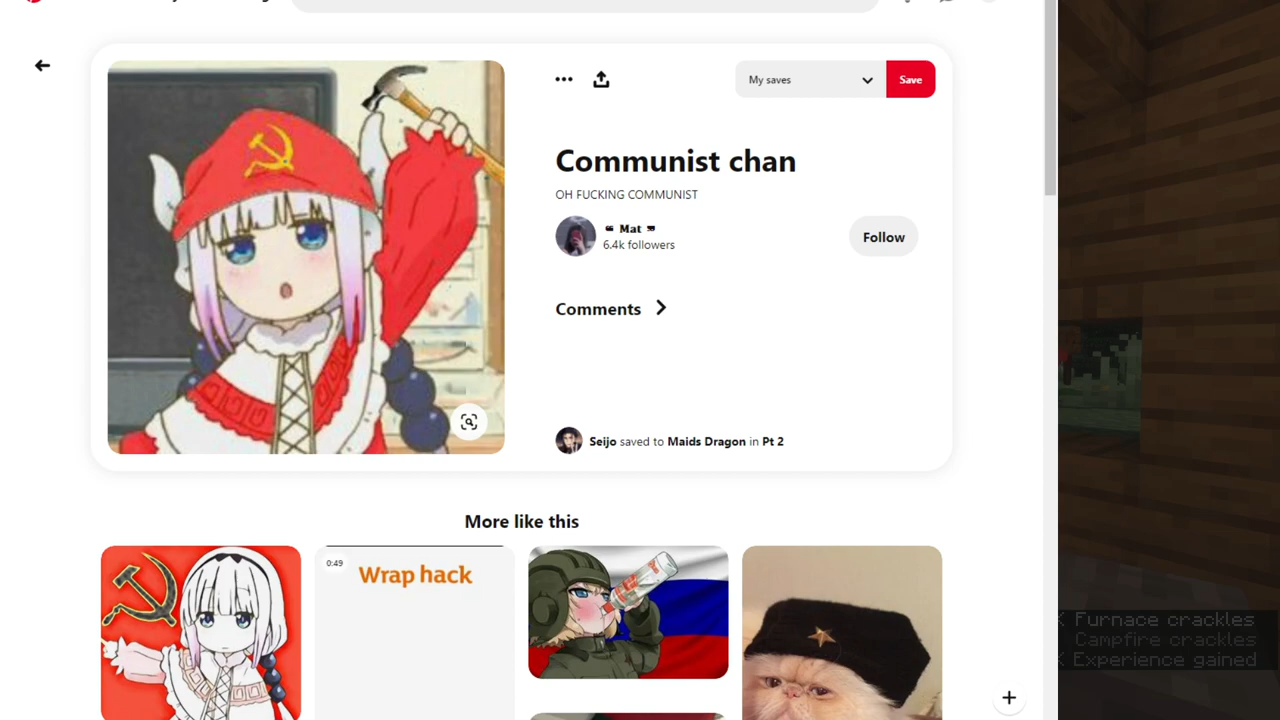 My saves
Save
Communist chan
OH FUCKING COMMUNIST
Mat
6.4k followers
Follow
Comments
Seijo saved to Maids Dragon in Pt 2
More like this
0:49
Wrap hack
Furnace crackles
Campfire crackles
Experience gained